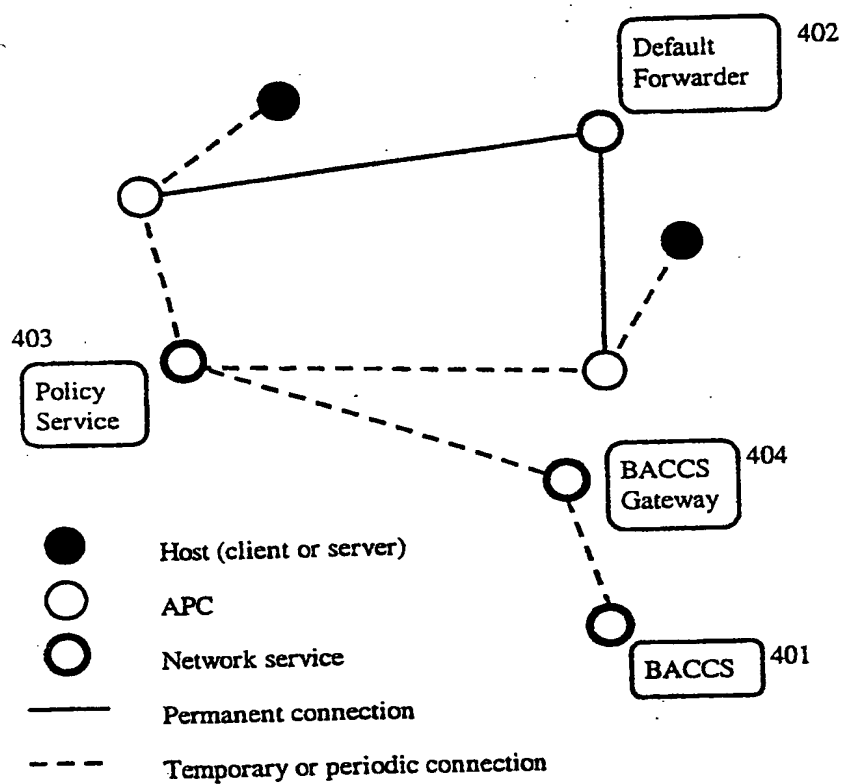 402
Default
Forwarder
403
Policy
Service
BACCS
Gateway
404
BACCS
401
Host (client or server)
APC
Network service
Permanent connection
Temporary or periodic connection